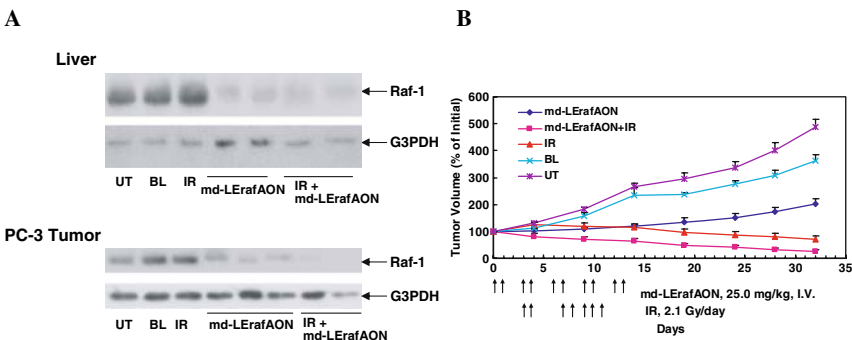 A
B
Liver
Raf-1
G3PDH
UT BL IR md-LErafAON IR + md-LErafAON
PC-3 Tumor
Raf-1
G3PDH
UT BL IR md-LErafAON IR + md-LErafAON
Tumor Volume (% of Initial)
600
500
400
300
200
100
0
md-LErafAON
md-LErafAON+IR
IR
BL
UT
0 5 10 15 20 25 30 35
md-LErafAON, 25.0 mg/kg, I.V.
IR, 2.1 Gy/day
Days